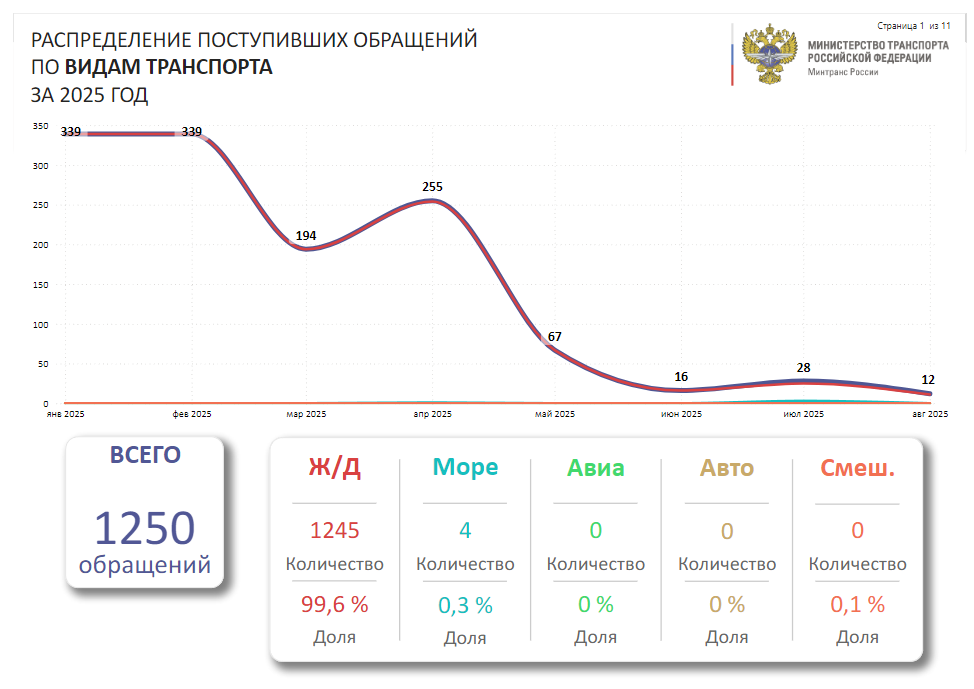 Страница 1 из 11
РАСПРЕДЕЛЕНИЕ ПОСТУПИВШИХ ОБРАЩЕНИЙ
ПО ВИДАМ ТРАНСПОРТА
ЗА 2025 ГОД
МИНИСТЕРСТВО ТРАНСПОРТА
РОССИЙСКОЙ ФЕДЕРАЦИИ
Минтранс России
350
300
250
200
150
100
50
0
339
339
194
255
67
16
28
12
янв 2025
фев 2025
мар 2025
апр 2025
май 2025
июн 2025
июл 2025
авг 2025
ВСЕГО
1250
обращений
Ж/Д
1245
Количество
99,6 %
Доля
Море
4
Количество
0,3 %
Доля
Авиа
0
Количество
0 %
Доля
Авто
0
Количество
0 %
Доля
Смеш.
0
Количество
0,1 %
Доля